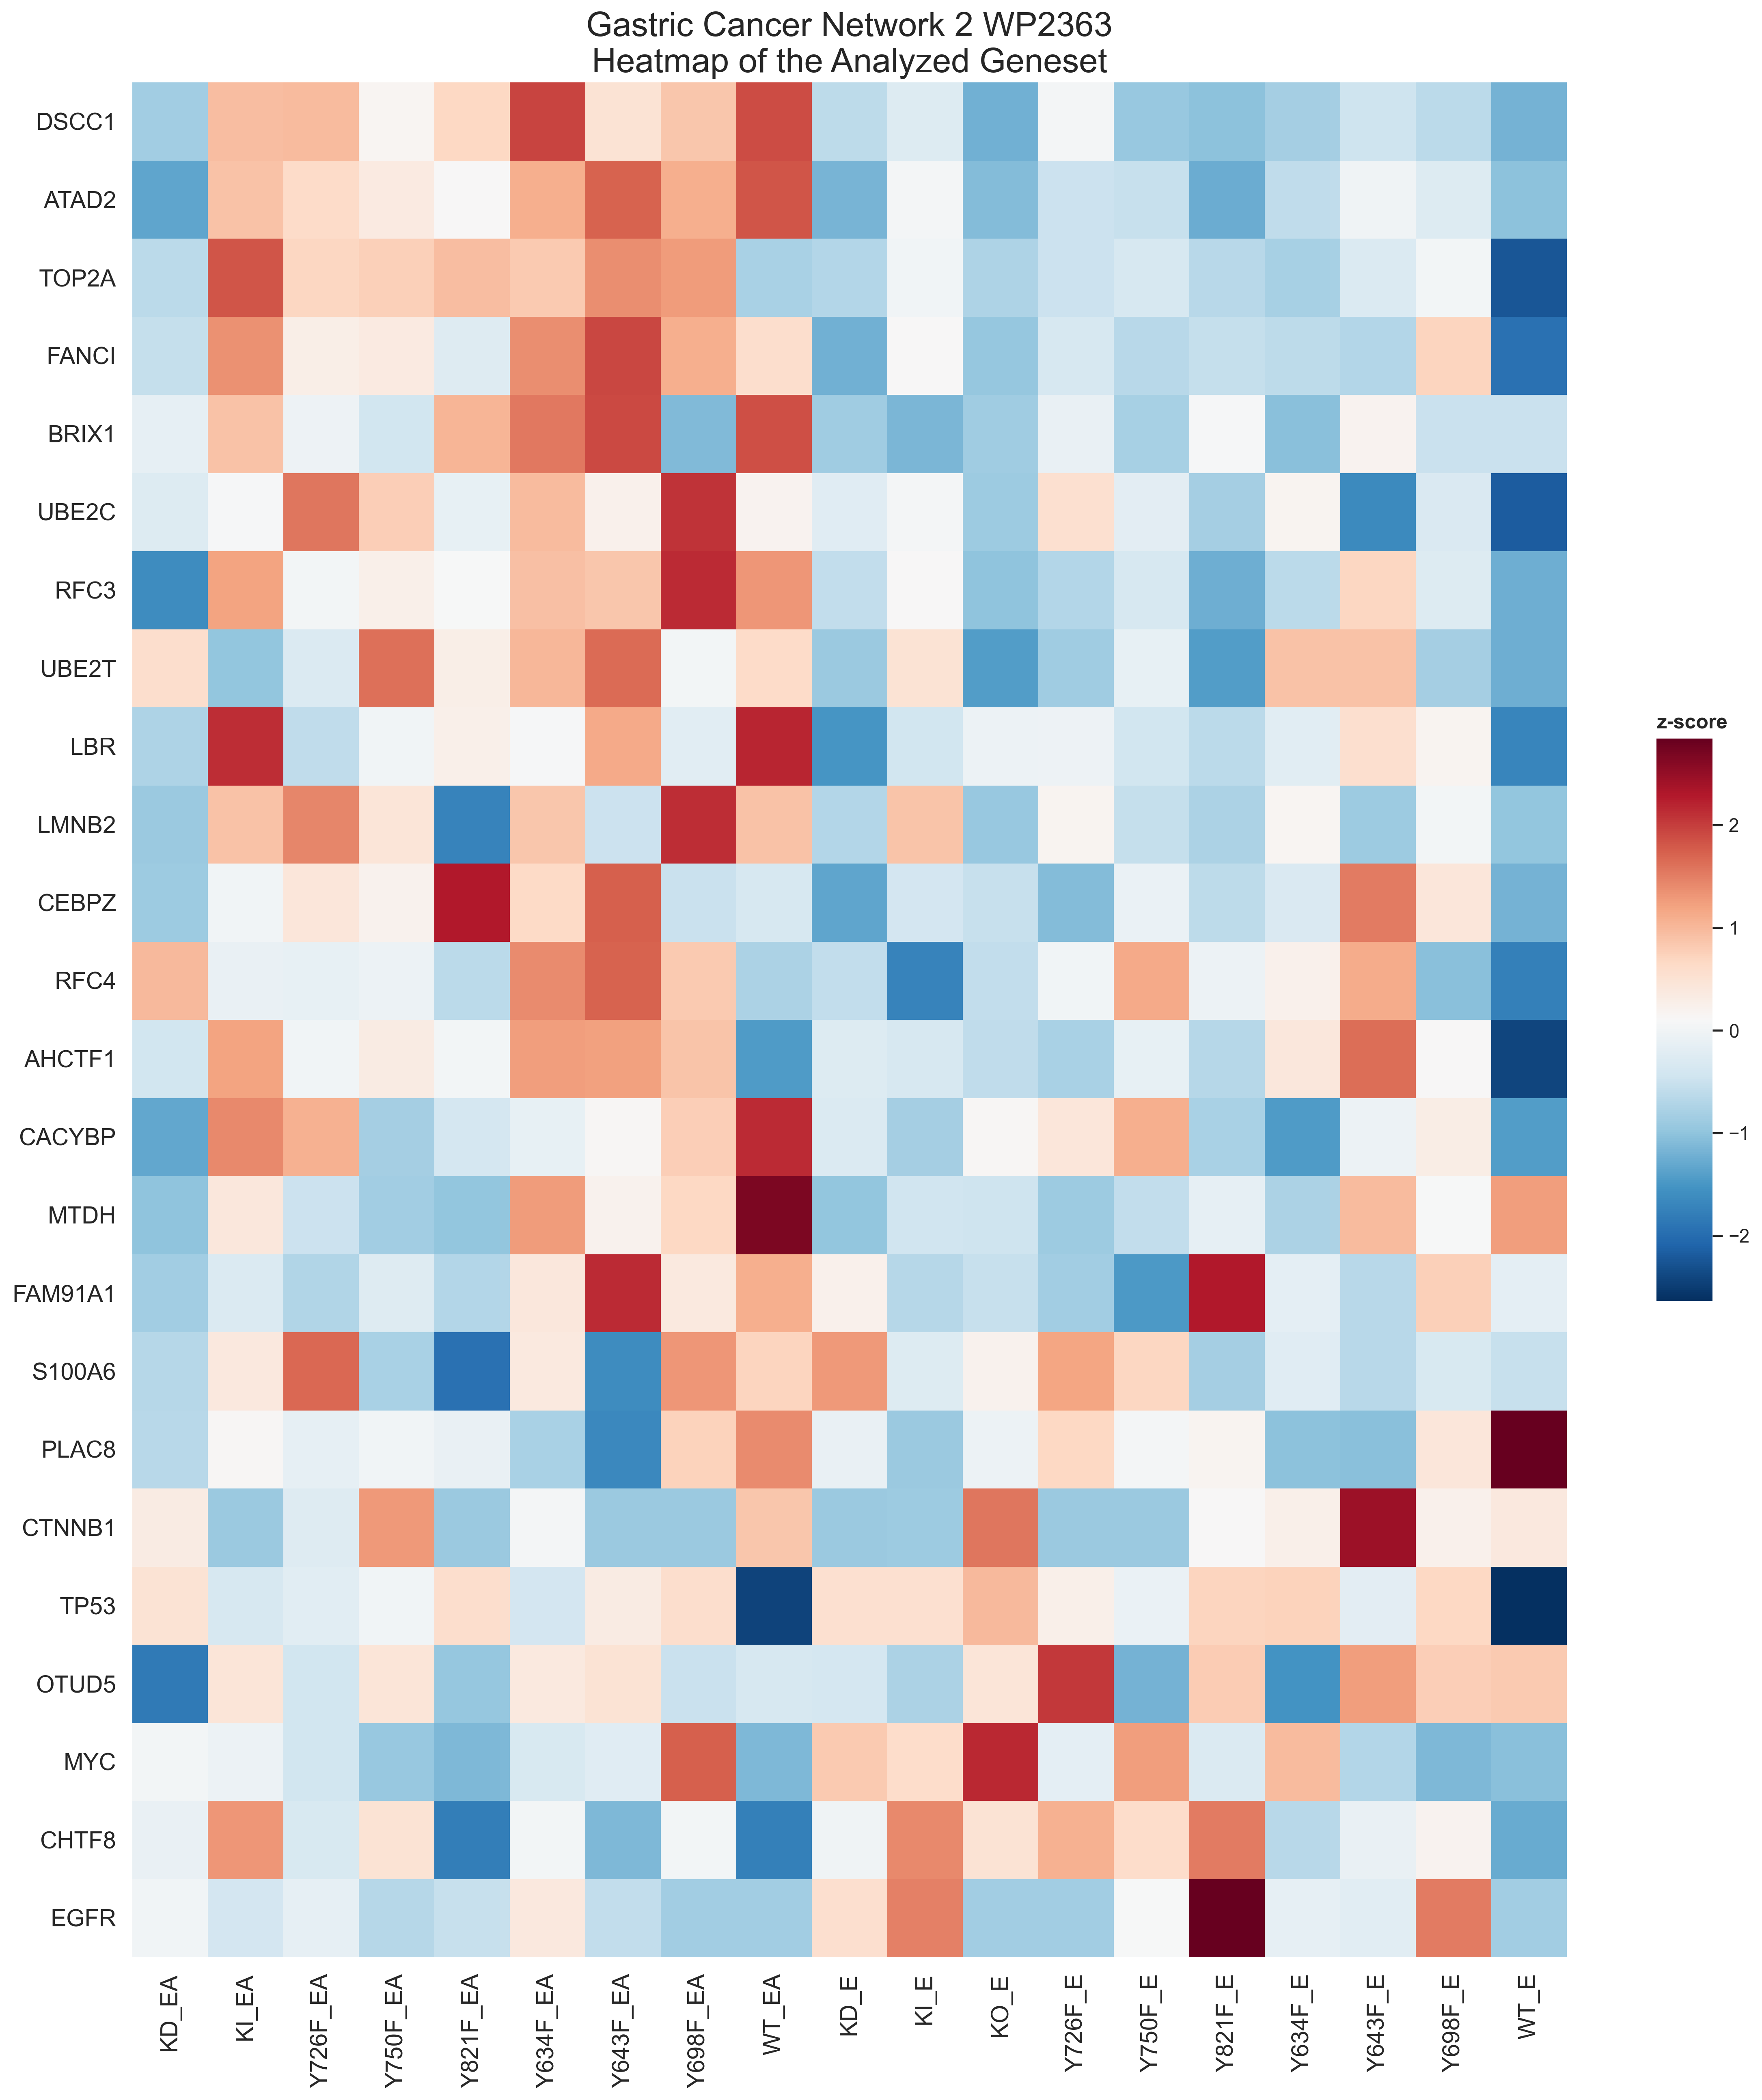 Gastric Cancer Network 2 WP2363
Heatmap of the Analyzed Geneset
DSCC1
ATAD2
TOP2A
FANCI
BRIX1
UBE2C
RFC3
UBE2T
LBR
LMNB2
CEBPZ
RFC4
AHCTF1
CACYBP
MTDH
FAM91A1
S100A6
PLAC8
CTNNB1
TP53
OTUD5
MYC
CHTF8
EGFR
KD_EA
KI_EA
Y726F_EA
Y750F_EA
Y821F_EA
Y634F_EA
Y643F_EA
Y698F_EA
WT_EA
KD_E
KI_E
KO_E
Y726F_E
Y750F_E
Y821F_E
Y634F_E
Y643F_E
Y698F_E
WT_E
z-score
2
1
0
−1
−2